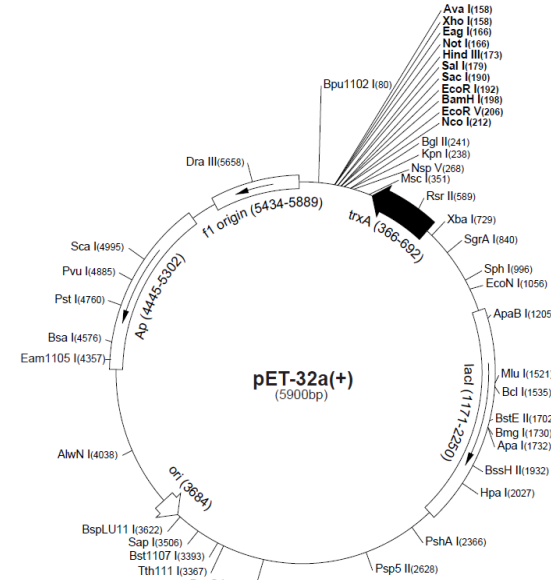 Ava I(158)
Xho I(158)
Eag I(166)
Not I(166)
Hind III(173)
Sal I(179)
Sac I(190)
EcoR I(192)
BamH I(198)
EcoR V(206)
Nco I(212)
Bpu1102 I(80)
Bgl II(241)
Kpn I(238)
Nsp V(268)
Msc I(351)
Rsr II(589)
Xba I(729)
SgrA I(840)
Sph I(996)
EcoN I(1056)
ApaB I(1205
Mlu I(1521)
Bcl I(1535)
BstE II(1702
Bmg I(1730)
Apa I(1732)
BssH II(1932)
Hpa I(2027)
PshA I(2366)
Psp5 II(2628)
Dra III(5658)
Sca I(4995)
Pvu I(4885)
Pst I(4760)
Bsa I(4576)
Eam1105 I(4357)
AlwN I(4038)
BspLU11 I(3622)
Sap I(3506)
Bst1107 I(3393)
Tth111 I(3367)
f1 origin (5434-5889)
trxA (366-692)
Ap (4445-5302)
lacI (1171-2250)
ori (3684)
pET-32a(+)
(5900bp)